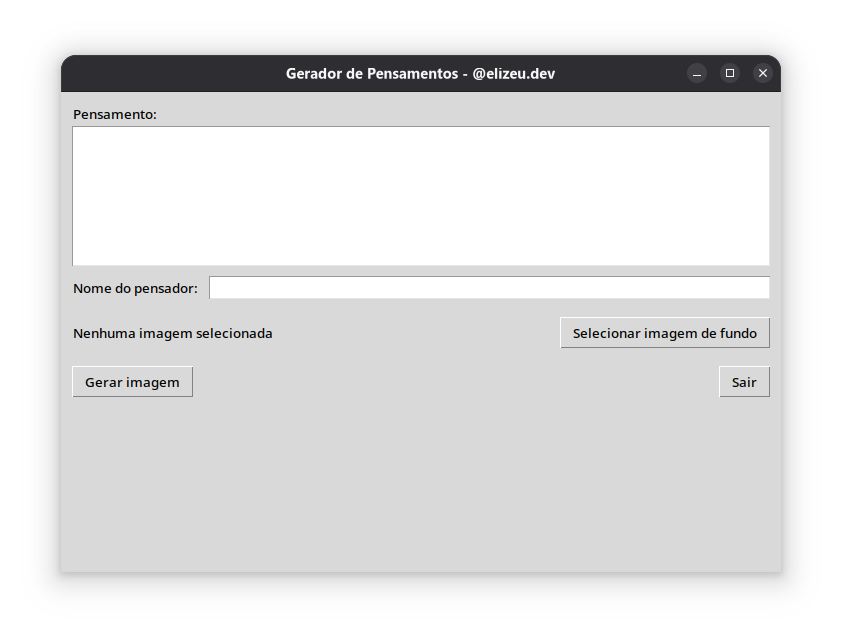 Gerador de Pensamentos - @elizeu.dev
Pensamento:
Nome do pensador:
Nenhuma imagem selecionada
Selecionar imagem de fundo
Gerar imagem
Sair